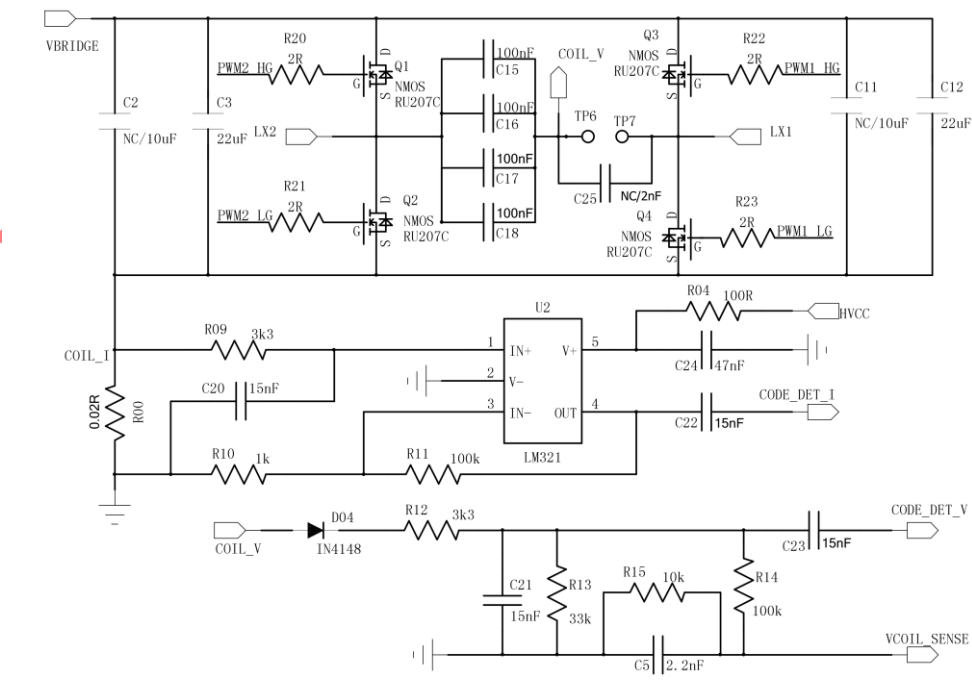 VBRIDGE
R20
2R
PWM2_HG
G
D
S
Q1
NMOS
RU207C
100nF
C15
100nF
C16
100nF
C17
100nF
C18
COIL_V
TP6
TP7
Q3
NMOS
RU207C
D
S
G
R22
2R
PWM1_HG
C11
NC/10uF
C12
22uF
C2
NC/10uF
C3
22uF
LX2
LX1
C25
NC/2nF
R21
2R
PWM2_LG
G
D
S
Q2
NMOS
RU207C
Q4
NMOS
RU207C
D
S
G
R23
2R
PWM1_LG
COIL_I
R09
3k3
C20
15nF
0.02R
R00
R10
1k
R11
100k
U2
1
IN+
2
V-
3
IN-
V+
5
OUT
4
LM321
R04
100R
HVCC
C24
47nF
CODE_DET_I
C22
15nF
COIL_V
D04
IN4148
R12
3k3
C21
15nF
R13
33k
R15
10k
C5
2.2nF
R14
100k
C23
15nF
CODE_DET_V
VCOIL_SENSE